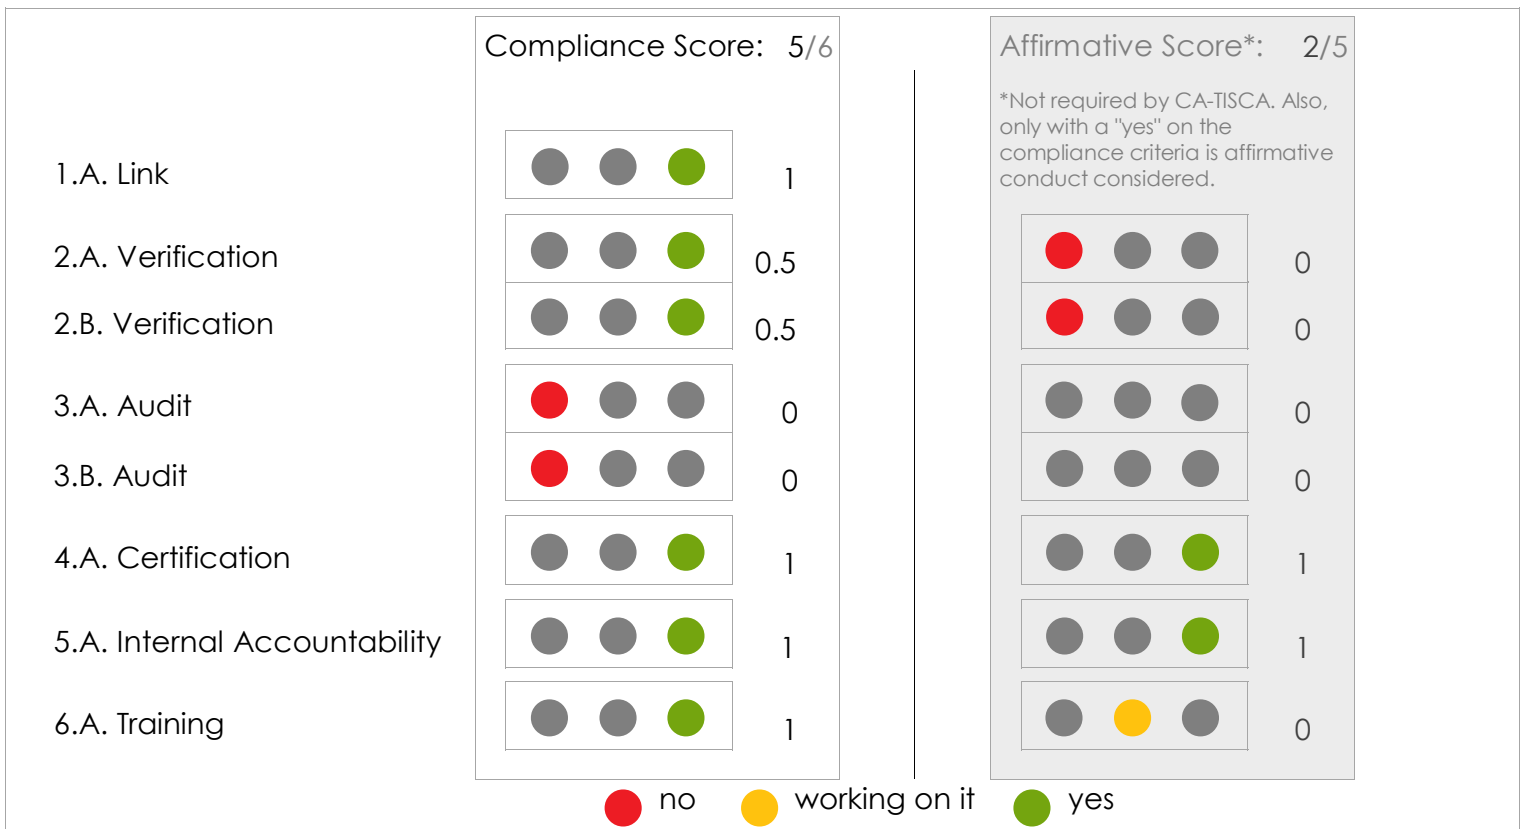 Compliance Score: 5/6
Affirmative Score*: 2/5
*Not required by CA-TISCA. Also,
only with a "yes" on the
compliance criteria is affirmative
conduct considered.
1.A. Link 1
2.A. Verification 0.5 0
2.B. Verification 0.5 0
3.A. Audit 0 0
3.B. Audit 0 0
4.A. Certification 1 1
5.A. Internal Accountability 1 1
6.A. Training 1 0
no working on it yes